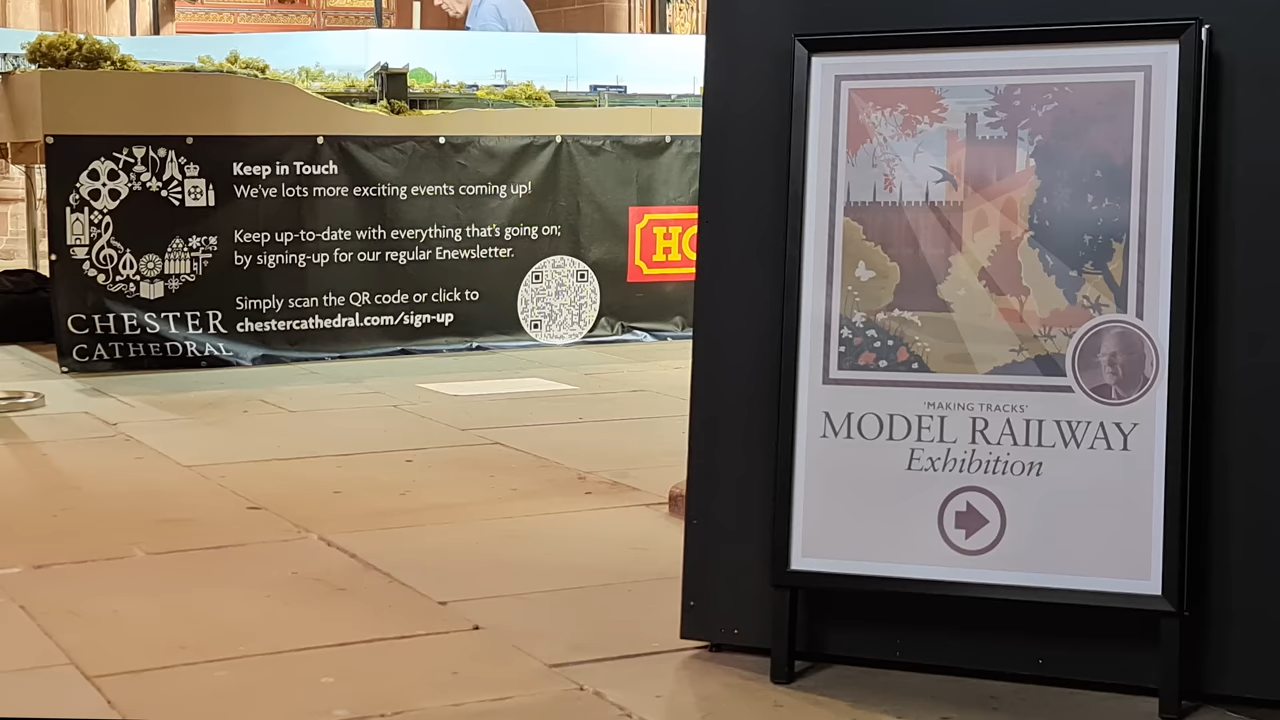 Keep in Touch
We've lots more exciting events coming up!
Keep up-to-date with everything that's going on;
by signing-up for our regular Enewsletter.
Simply scan the QR code or click to
chestercathedral.com/sign-up
CHESTER
CATHEDRAL
HO
'MAKING TRACKS'
MODEL RAILWAY
Exhibition